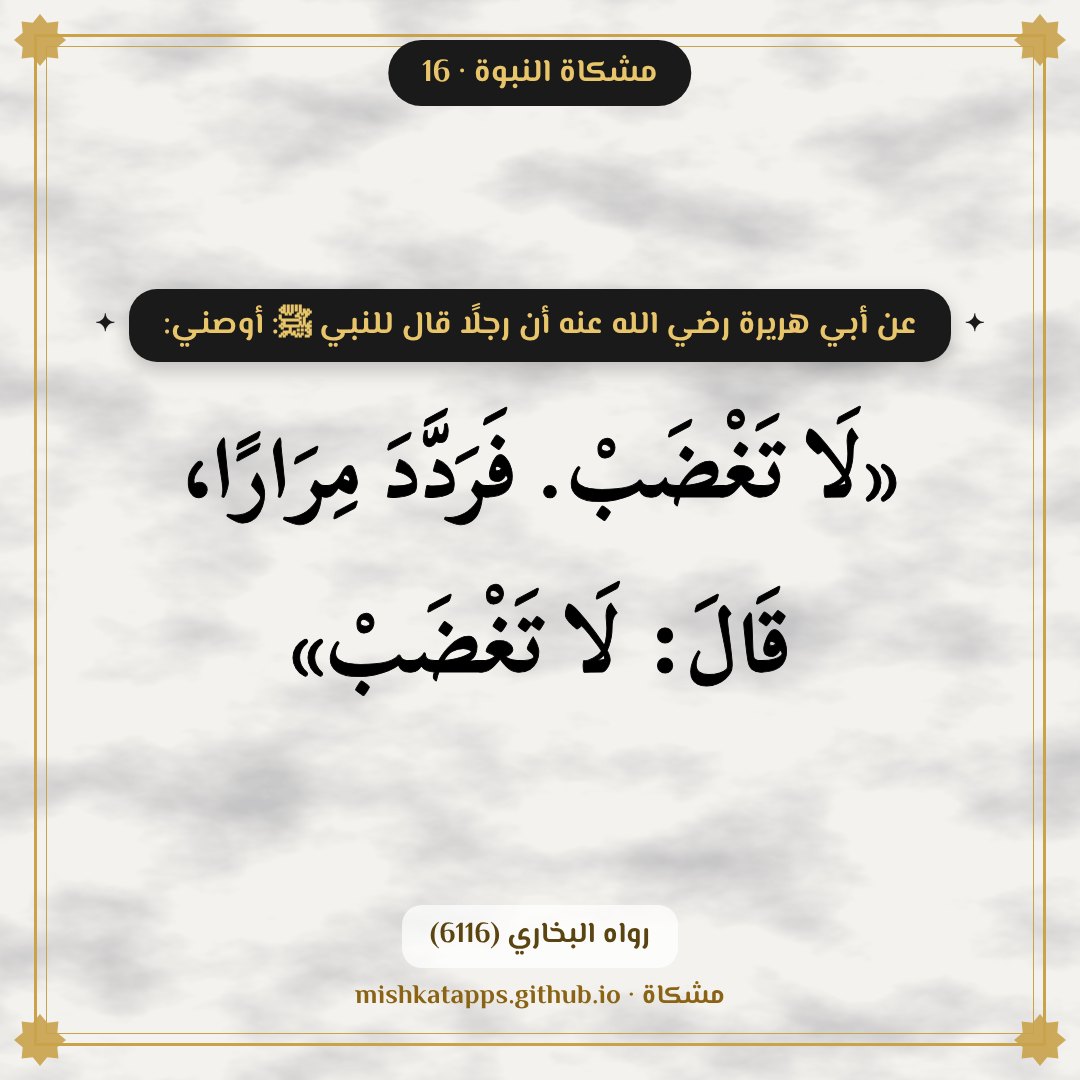 مشكاة النبوة · 16
عن أبي هريرة رضي الله عنه أن رجلًا قال للنبي ﷺ: أوصني:
«لَا تَغْضَبْ. فَرَدَّدَ مِرَارًا،
قَالَ: لَا تَغْضَبْ»
رواه البخاري (6116)
مشكاة · mishkatapps.github.io